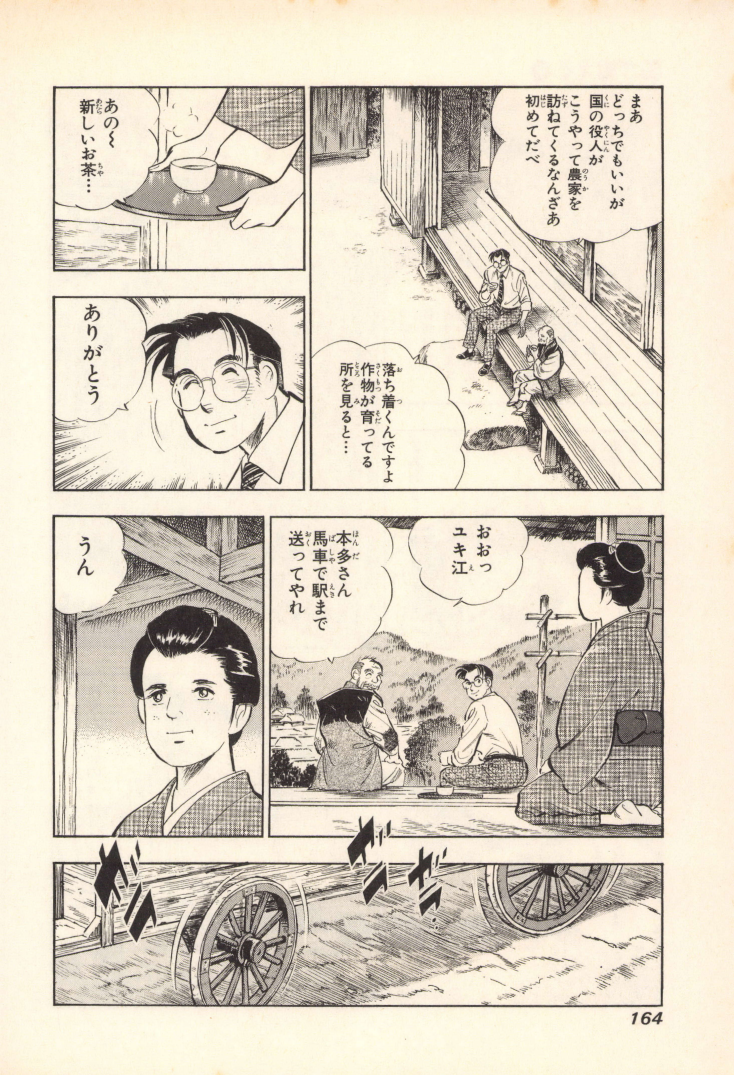 まあ
どっちでもいいが
国の役人が
こうやって農家を
訪ねてくるなんざあ
初めてだべ
落ち着くんですよ
作物が育ってる
所を見ると…
あの～
新しいお茶…
ありがとう
おおっ
ユキ江
本多さん
馬車で駅まで
送ってやれ
うん
ガラ
ガラ
ガラ
164